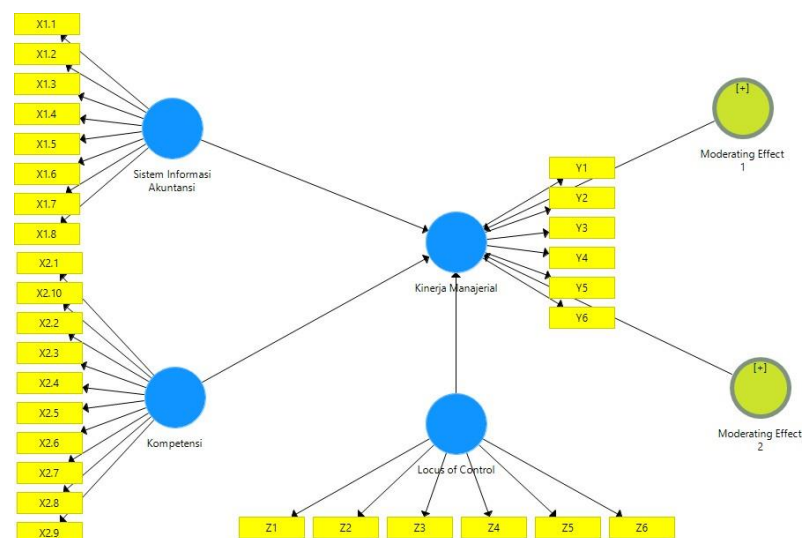 X1.1
X1.2
X1.3
X1.4
X1.5
X1.6
X1.7
X1.8
Sistem Informasi
Akuntansi
X2.1
X2.10
X2.2
X2.3
X2.4
X2.5
X2.6
X2.7
X2.8
X2.9
Kompetensi
Kinerja Manajerial
Y1
Y2
Y3
Y4
Y5
Y6
[+]
Moderating Effect
1
[+]
Moderating Effect
2
Locus of Control
Z1
Z2
Z3
Z4
Z5
Z6